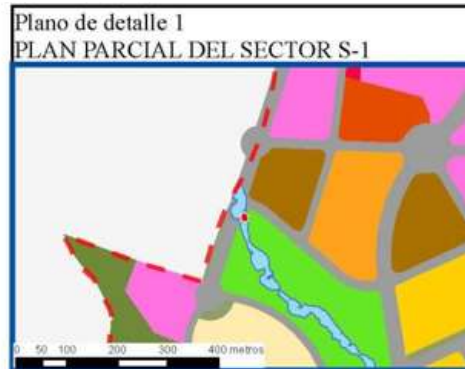 Plano de detalle 1
PLAN PARCIAL DEL SECTOR S-1
0 50 100 200 300 400 metros